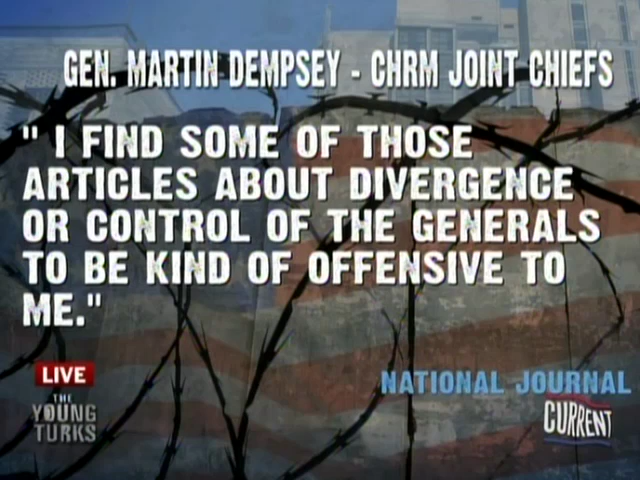 GEN. MARTIN DEMPSEY - CHRM JOINT CHIEFS
" I FIND SOME OF THOSE
ARTICLES ABOUT DIVERGENCE
OR CONTROL OF THE GENERALS
TO BE KIND OF OFFENSIVE TO
ME."
LIVE
THE
YOUNG
TURKS
NATIONAL JOURNAL
CURRENT